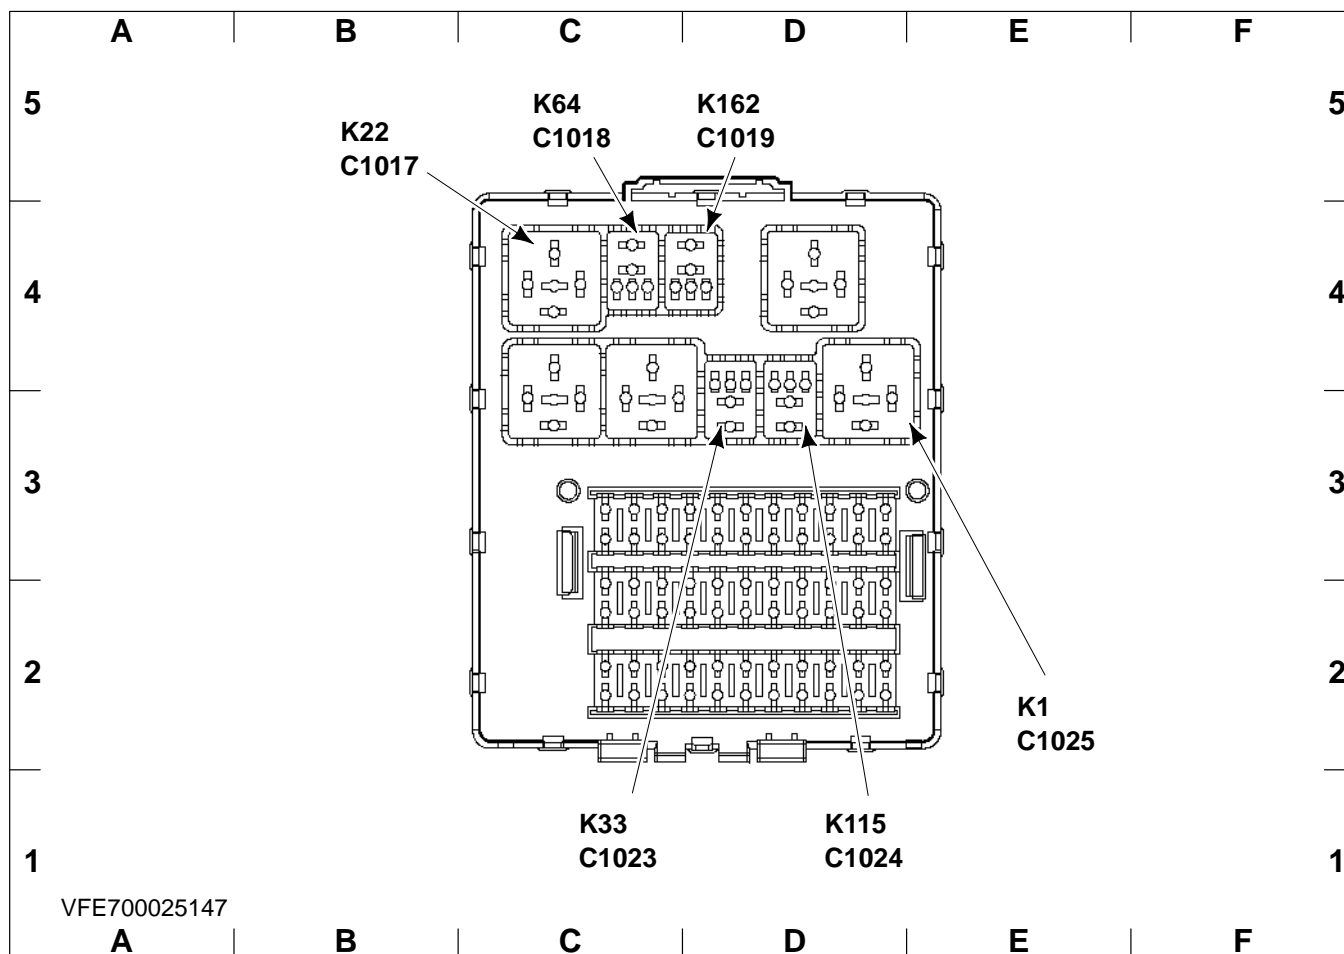 A B C D E F
5 5
K64 K162
K22 C1018 C1019
C1017
4 4
3 3
2 2
K1
C1025
K33 K115
C1023 C1024
1 1
VFE700025147
A B C D E F